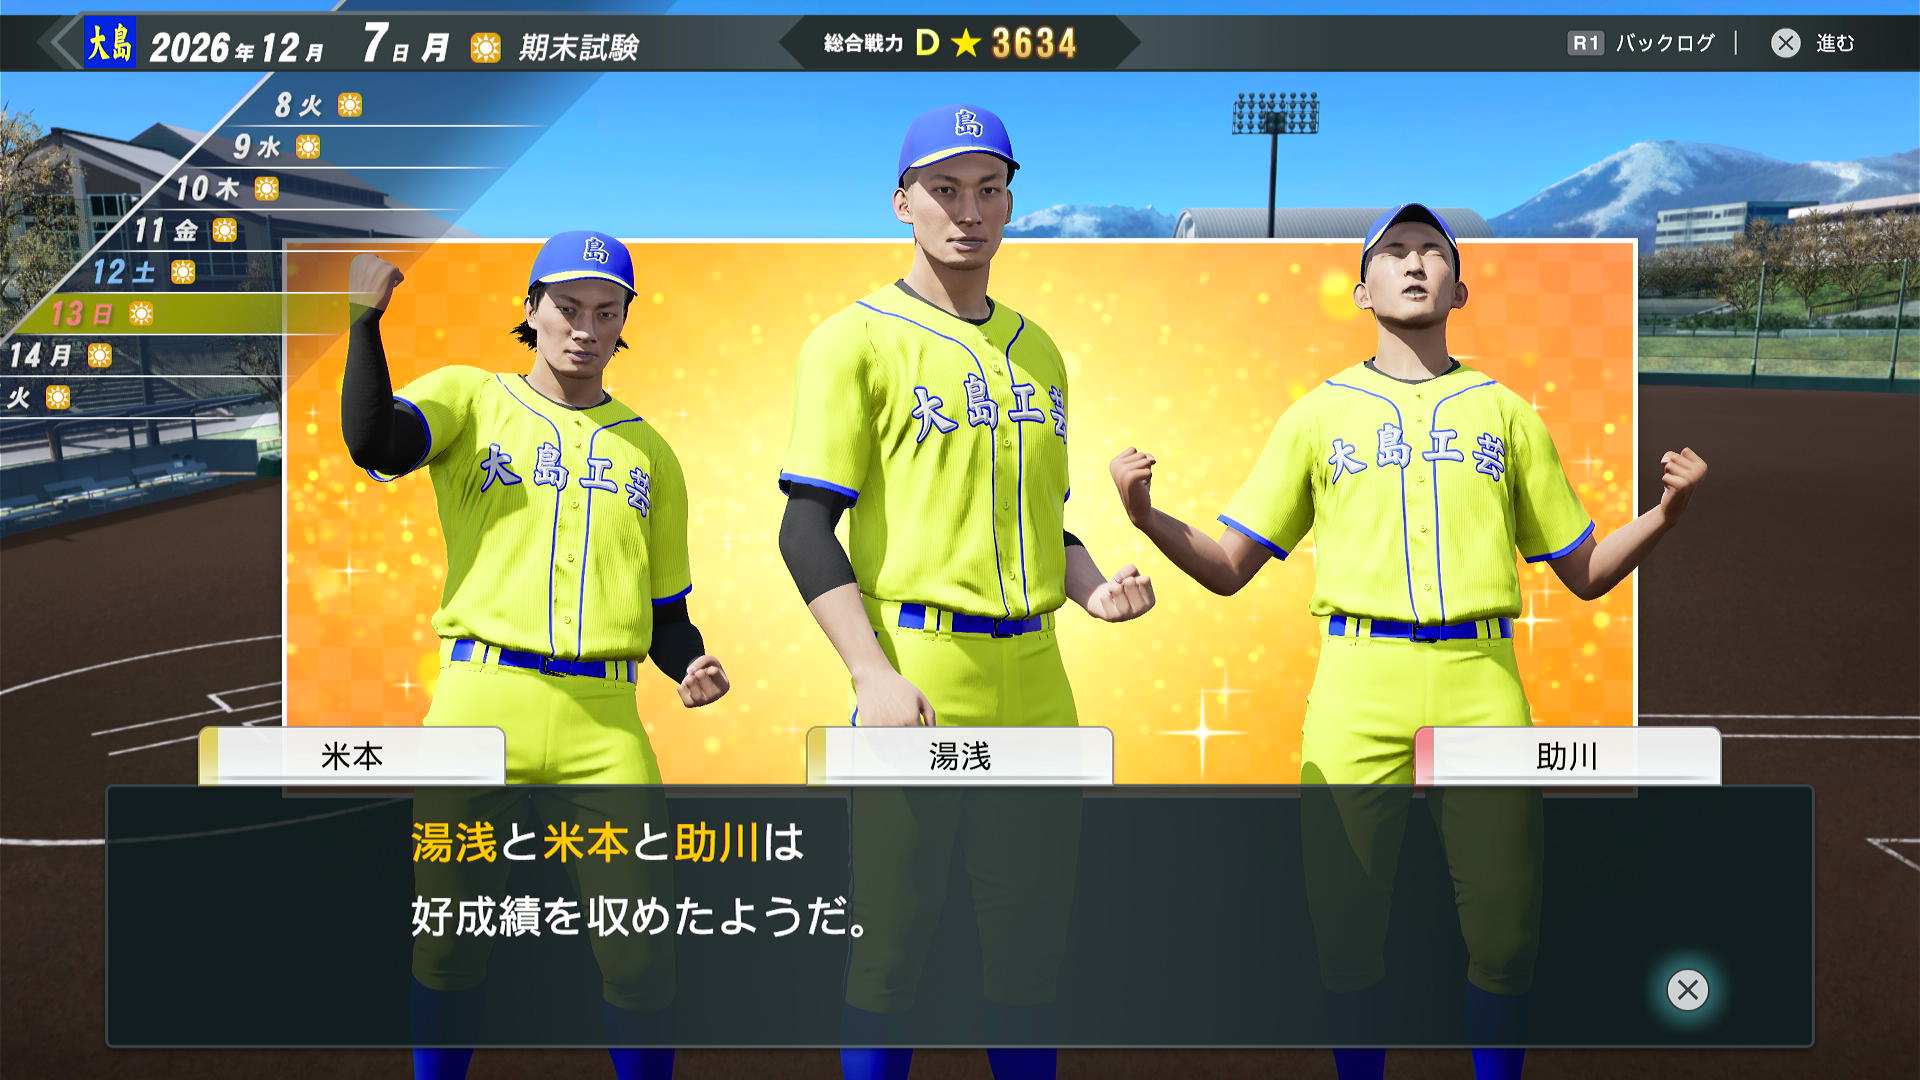 大島 2026年12月 7日月 期末試験
総合戦力 D ★ 3634
R1 バックログ | 進む
8 火
9 水
10 木
11 金
12 土
13 日
14 月
火
島
島
大島工芸
大島工芸
大島工芸
米本
湯浅
助川
湯浅と米本と助川は
好成績を収めたようだ。